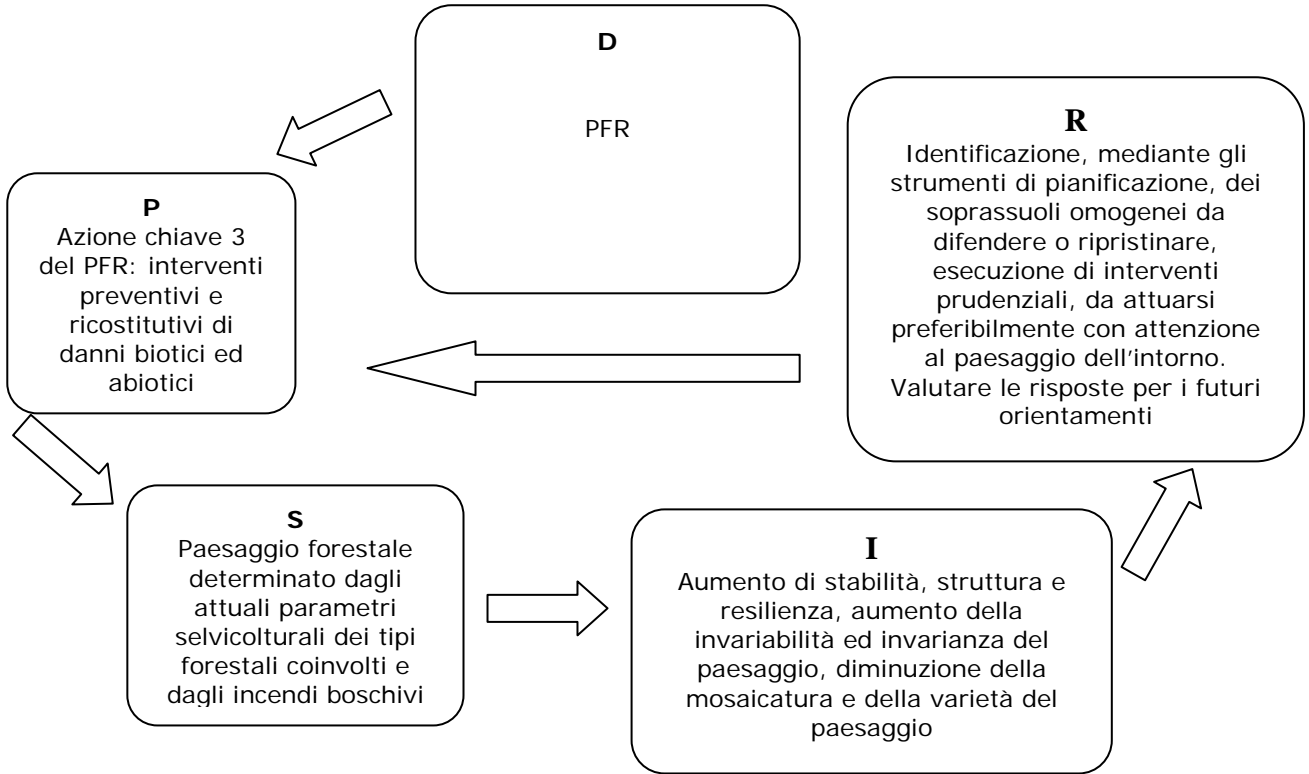 D
PFR
P
Azione chiave 3
del PFR: interventi
preventivi e
ricostitutivi di
danni biotici ed
abiotici
S
Paesaggio forestale
determinato dagli
attuali parametri
selvicolturali dei tipi
forestali coinvolti e
dagli incendi boschivi
I
Aumento di stabilità, struttura e
resilienza, aumento della
invariabilità ed invarianza del
paesaggio, diminuzione della
mosaicatura e della varietà del
paesaggio
R
Identificazione, mediante gli
strumenti di pianificazione, dei
soprassuoli omogenei da
difendere o ripristinare,
esecuzione di interventi
prudenziali, da attuarsi
preferibilmente con attenzione
al paesaggio dell'intorno.
Valutare le risposte per i futuri
orientamenti